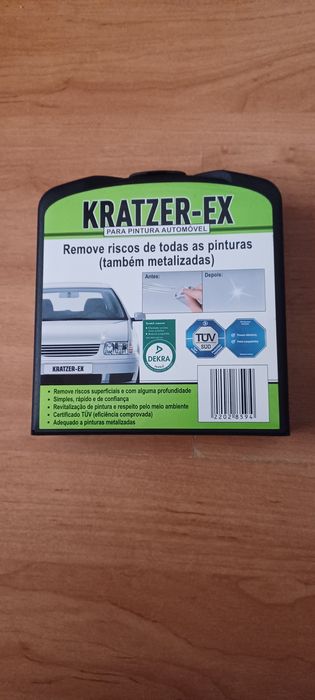 KRATZER-EX
PARA PINTURA AUTOMÓVEL
Remove riscos de todas as pinturas
(também metalizadas)
Antes:
Depois:
DEKRA
TÜV
SÜD
KRATZER-EX
• Remove riscos superficiais e com alguma profundidade
• Simples, rápido e de confiança
• Revitalização de pintura e respeito pelo meio ambiente
• Certificado TÜV (eficiência comprovada)
• Adequado a pinturas metalizadas
22028594